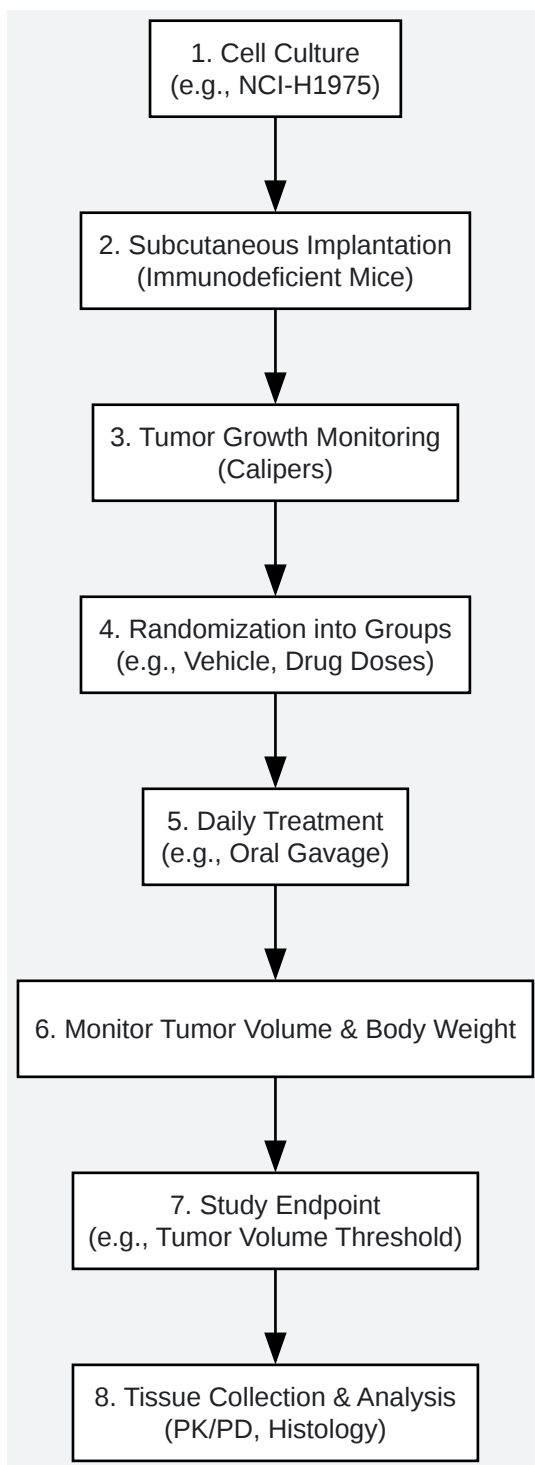 1. Cell Culture
(e.g., NCI-H1975)
2. Subcutaneous Implantation
(Immunodeficient Mice)
3. Tumor Growth Monitoring
(Calipers)
4. Randomization into Groups
(e.g., Vehicle, Drug Doses)
5. Daily Treatment
(e.g., Oral Gavage)
6. Monitor Tumor Volume & Body Weight
7. Study Endpoint
(e.g., Tumor Volume Threshold)
8. Tissue Collection & Analysis
(PK/PD, Histology)